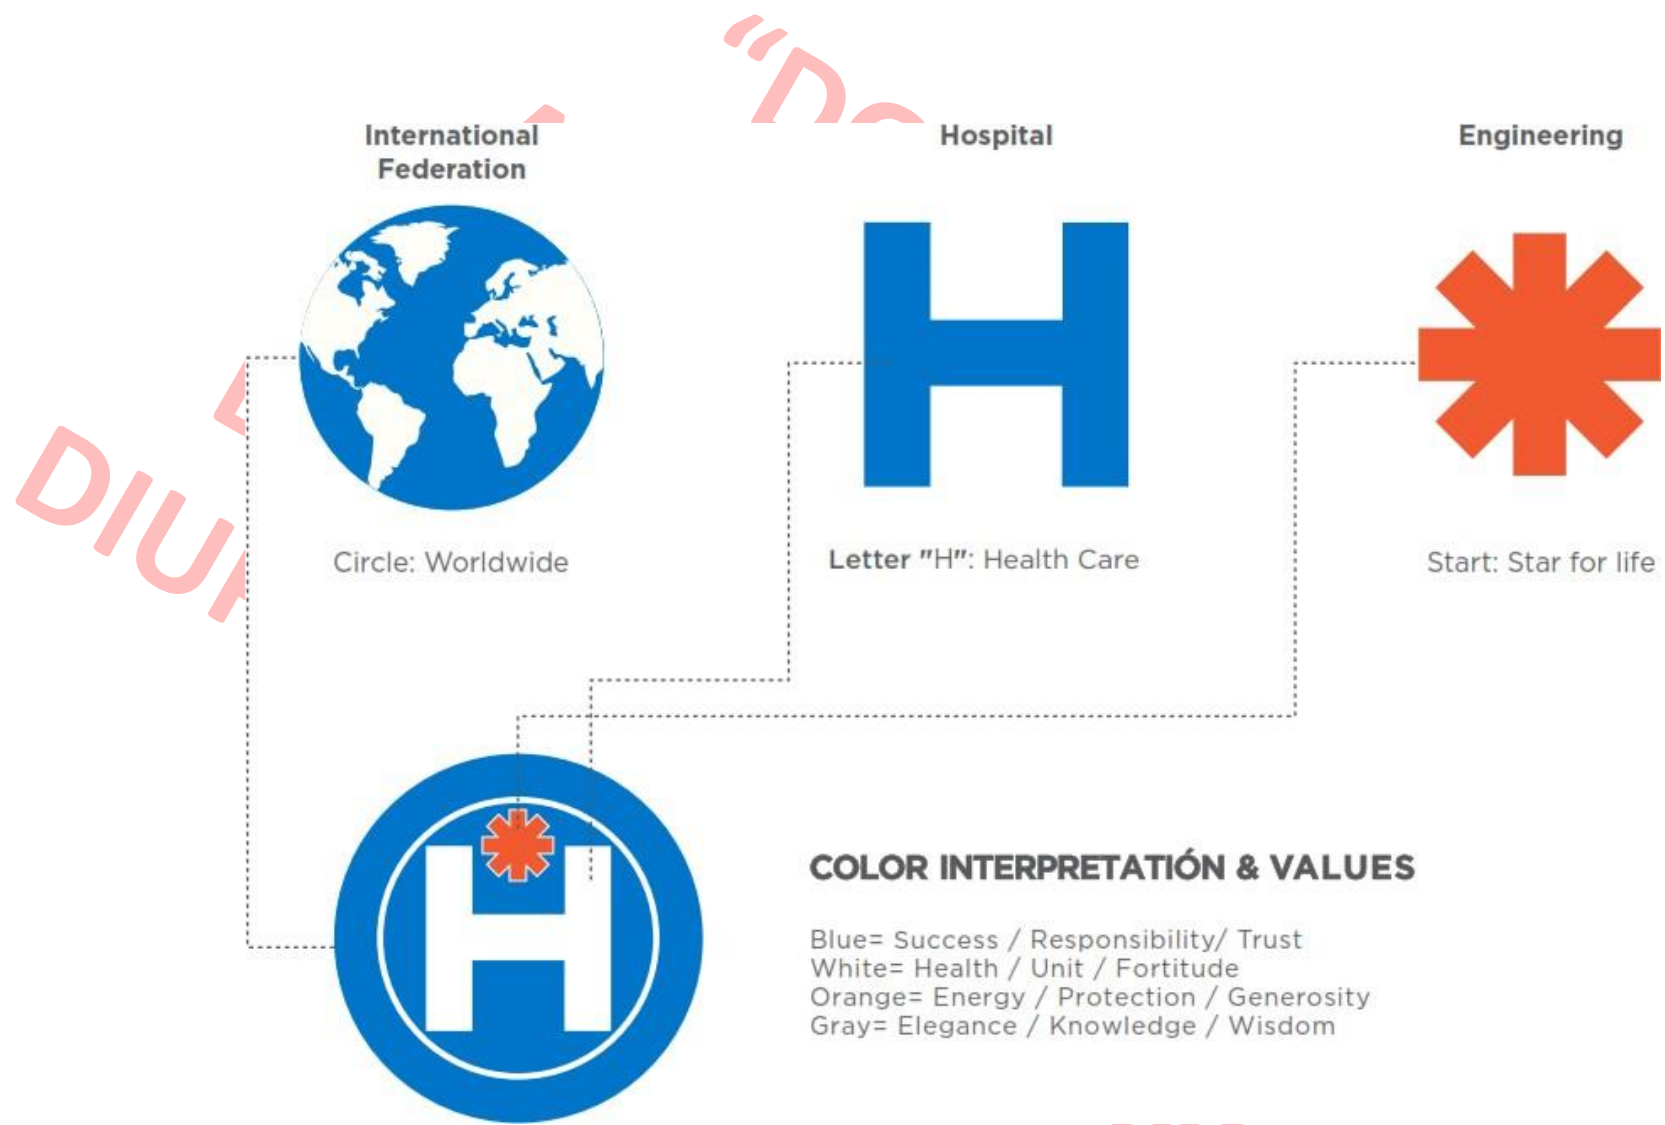 International
Federation
Hospital
Engineering
H
Circle: Worldwide
Letter "H": Health Care
Start: Star for life
H
COLOR INTERPRETATIÓN & VALUES
Blue= Success / Responsibility/ Trust
White= Health / Unit / Fortitude
Orange= Energy / Protection / Generosity
Gray= Elegance / Knowledge / Wisdom